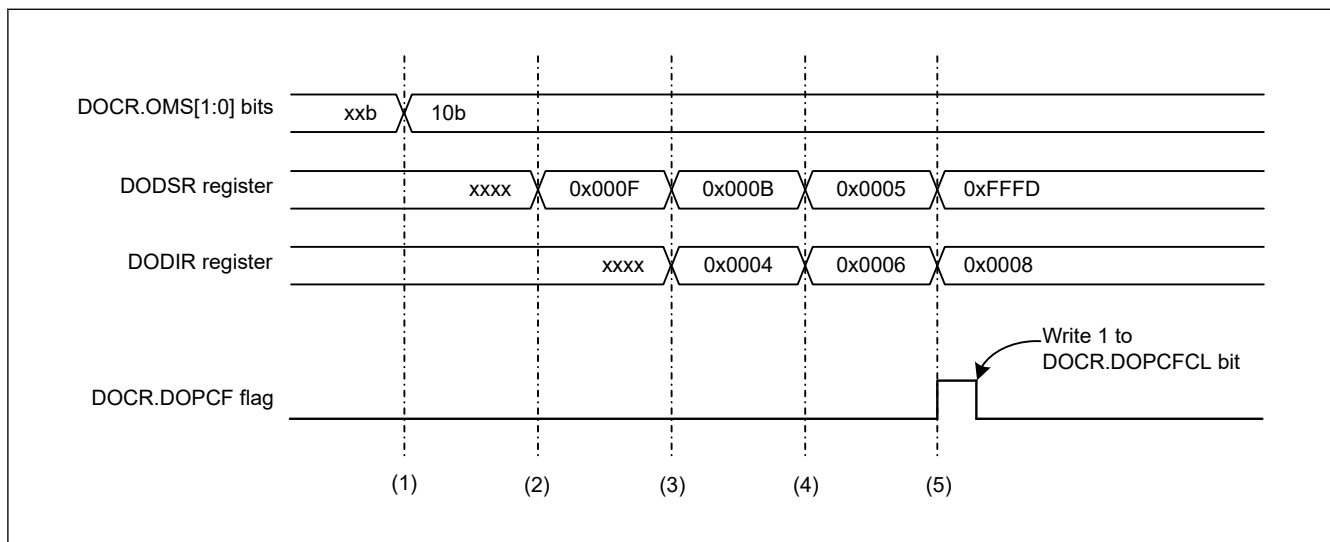 DOCR.OMS[1:0] bits xxb 10b
DODSR register xxxx 0x000F 0x000B 0x0005 0xFFFD
DODIR register xxxx 0x0004 0x0006 0x0008
Write 1 to
DOCR.DOPCFCL bit
DOCR.DOPCF flag
(1) (2) (3) (4) (5)